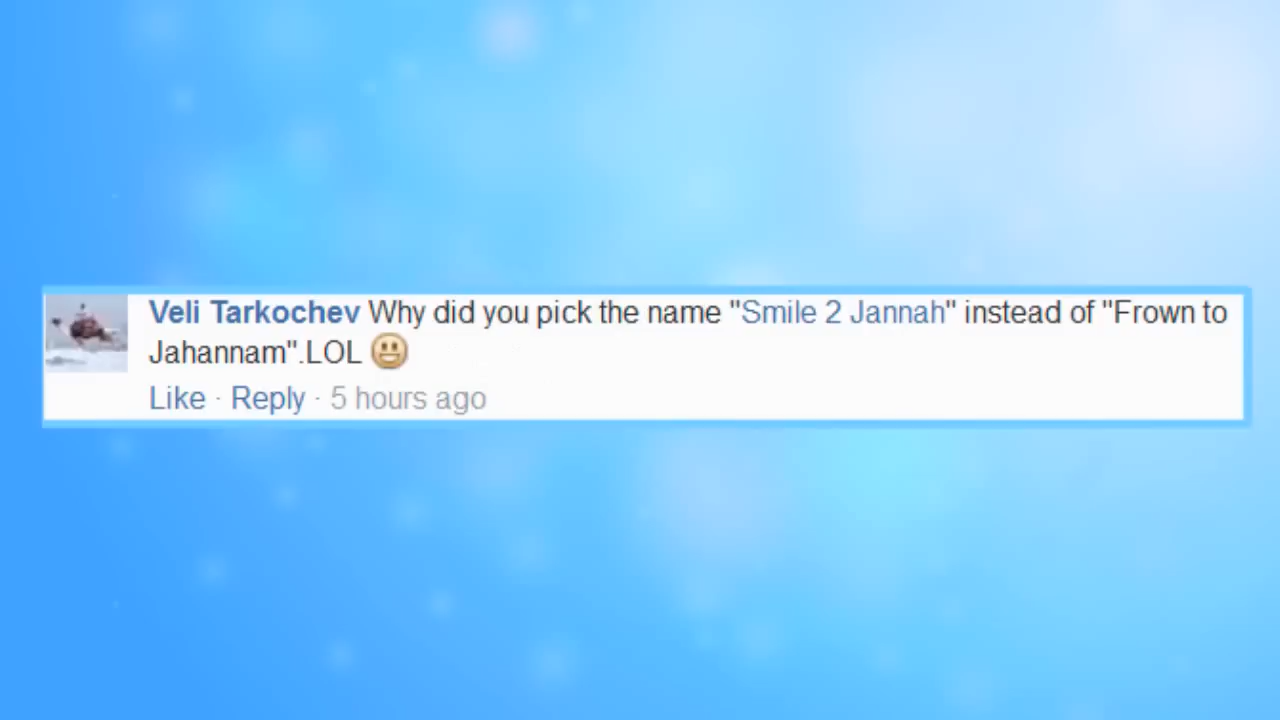 Veli Tarkochev Why did you pick the name "Smile 2 Jannah" instead of "Frown to
Jahannam".LOL 😃
Like · Reply · 5 hours ago